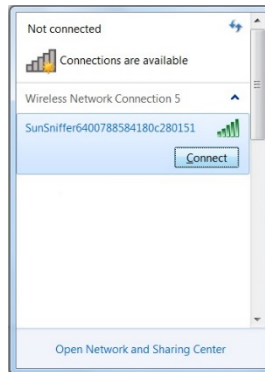 Not connected
Connections are available
Wireless Network Connection 5
SunSniffer6400788584180c280151
Connect
Open Network and Sharing Center